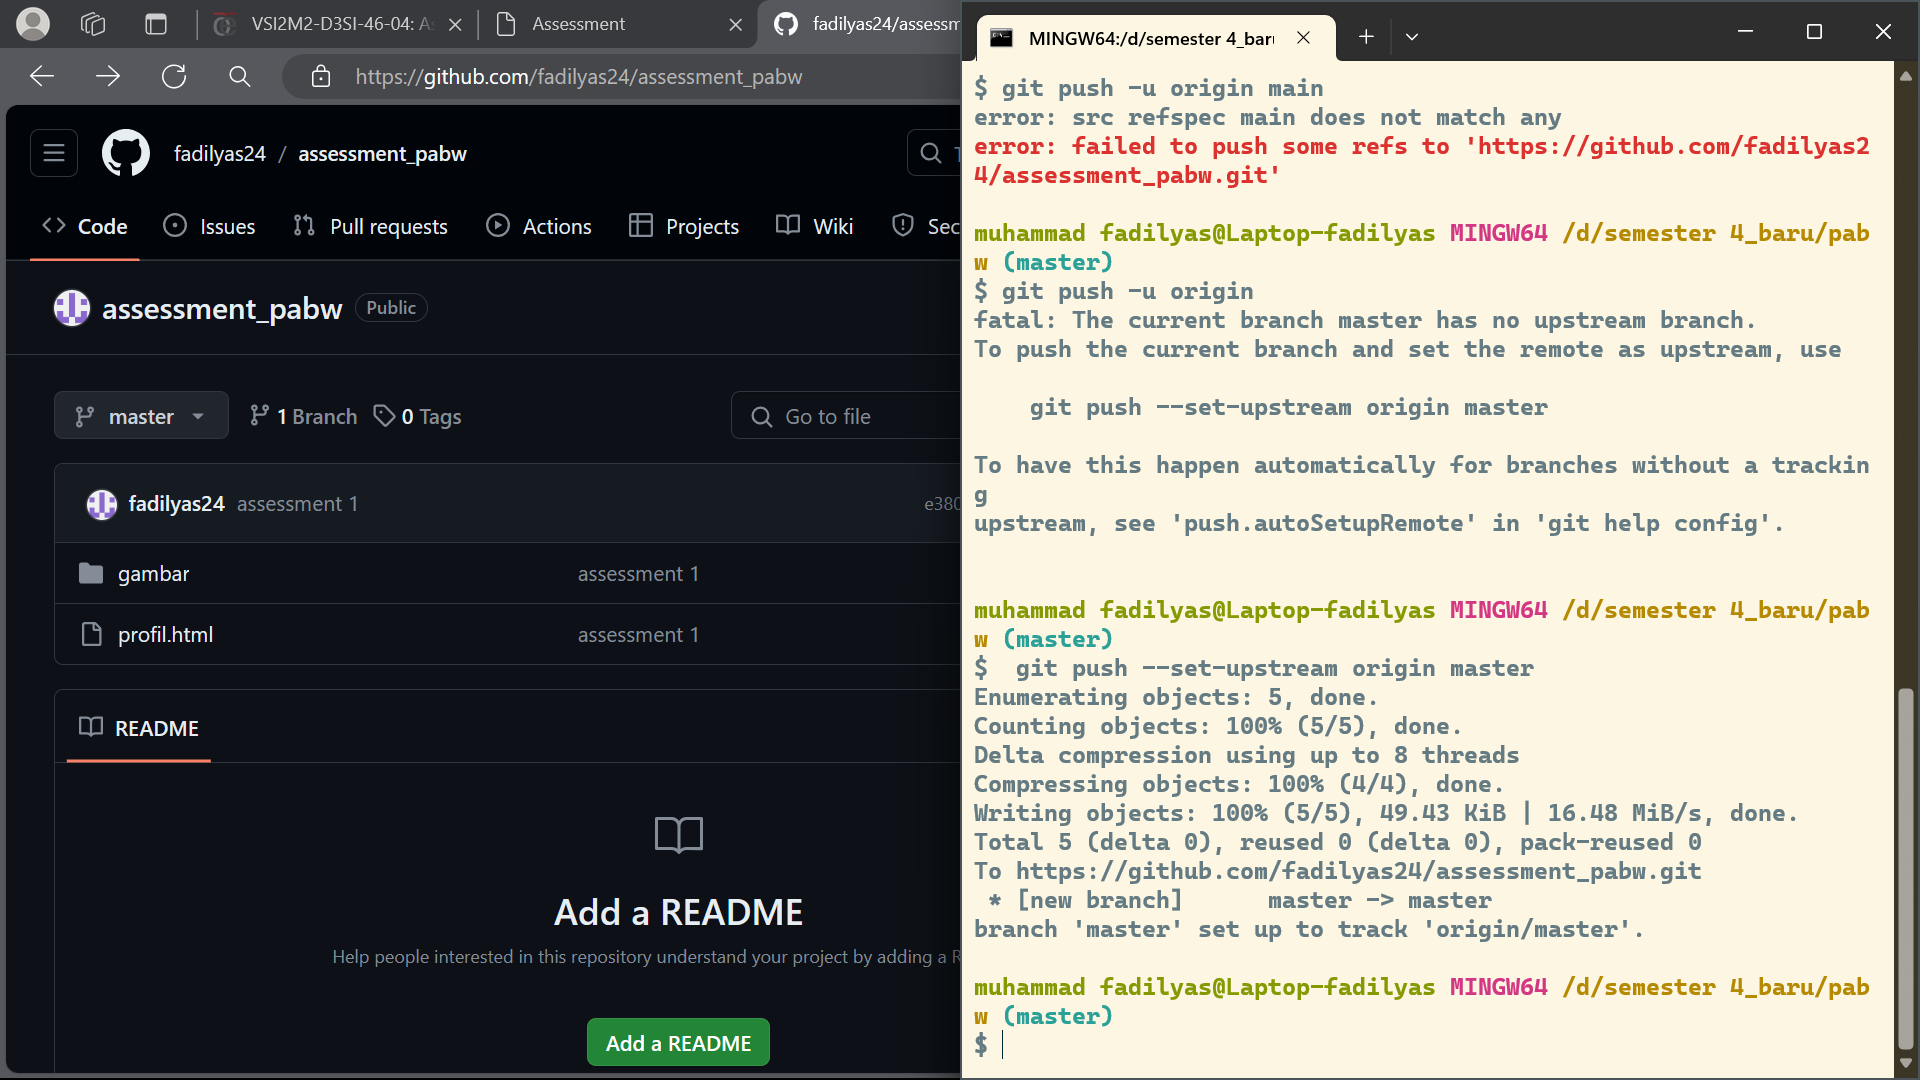 VSI2M2-D3SI-46-04: As
Assessment
fadilyas24/assessm
https://github.com/fadilyas24/assessment_pabw
fadilyas24 / assessment_pabw
Code Issues Pull requests Actions Projects Wiki Sec
assessment_pabw Public
master 1 Branch 0 Tags Go to file
fadilyas24 assessment 1 e380
gambar assessment 1
profil.html assessment 1
README
Add a README
Help people interested in this repository understand your project by adding a R
Add a README
MINGW64:/d/semester 4_bar
$ git push -u origin main
error: src refspec main does not match any
error: failed to push some refs to 'https://github.com/fadilyas2
4/assessment_pabw.git'
muhammad fadilyas@Laptop-fadilyas MINGW64 /d/semester 4_baru/pab
w (master)
$ git push -u origin
fatal: The current branch master has no upstream branch.
To push the current branch and set the remote as upstream, use
git push --set-upstream origin master
To have this happen automatically for branches without a trackin
g
upstream, see 'push.autoSetupRemote' in 'git help config'.
muhammad fadilyas@Laptop-fadilyas MINGW64 /d/semester 4_baru/pab
w (master)
$  git push --set-upstream origin master
Enumerating objects: 5, done.
Counting objects: 100% (5/5), done.
Delta compression using up to 8 threads
Compressing objects: 100% (4/4), done.
Writing objects: 100% (5/5), 49.43 KiB | 16.48 MiB/s, done.
Total 5 (delta 0), reused 0 (delta 0), pack-reused 0
To https://github.com/fadilyas24/assessment_pabw.git
* [new branch]      master -> master
branch 'master' set up to track 'origin/master'.
muhammad fadilyas@Laptop-fadilyas MINGW64 /d/semester 4_baru/pab
w (master)
$